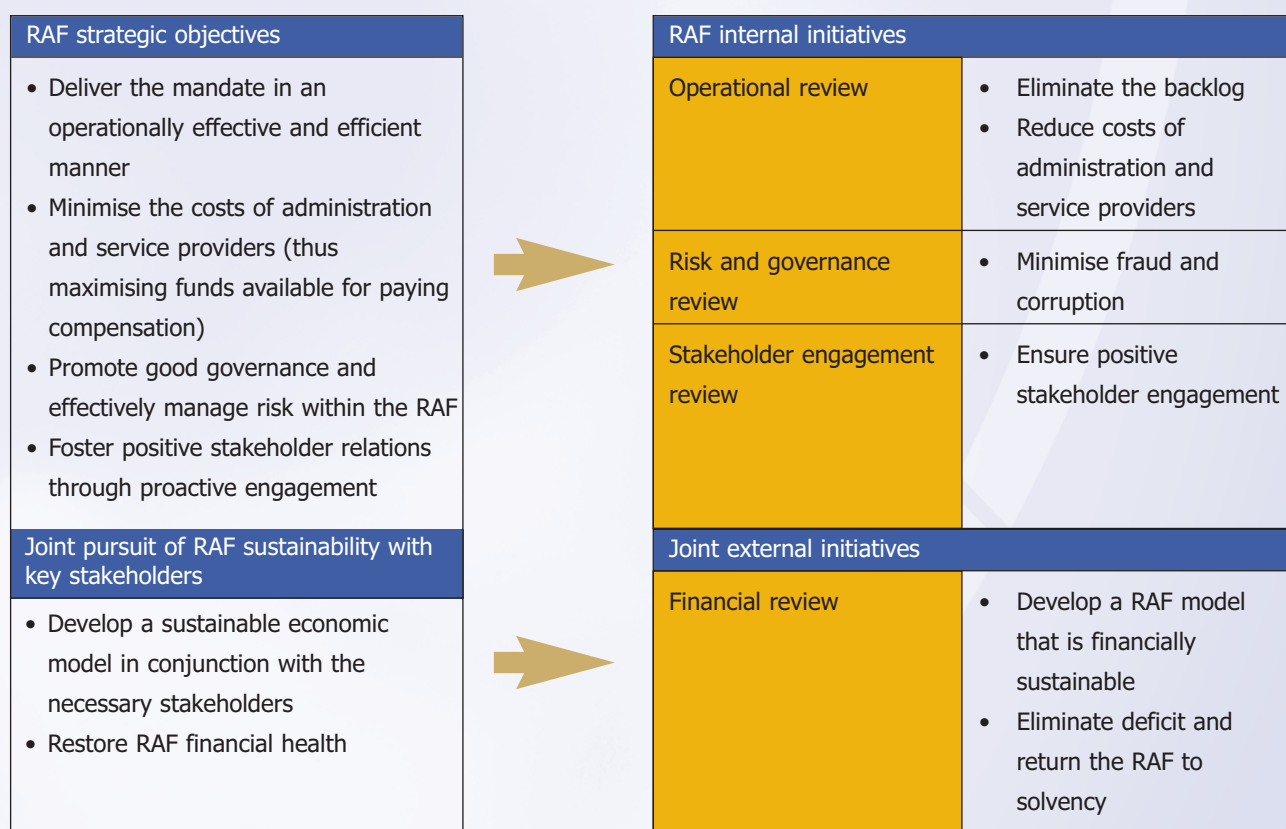 RAF strategic objectives
• Deliver the mandate in an
operationally effective and efficient
manner
• Minimise the costs of administration
and service providers (thus
maximising funds available for paying
compensation)
• Promote good governance and
effectively manage risk within the RAF
• Foster positive stakeholder relations
through proactive engagement
Joint pursuit of RAF sustainability with
key stakeholders
• Develop a sustainable economic
model in conjunction with the
necessary stakeholders
• Restore RAF financial health
RAF internal initiatives
Operational review
• Eliminate the backlog
• Reduce costs of
administration and
service providers
Risk and governance
review
• Minimise fraud and
corruption
Stakeholder engagement
review
• Ensure positive
stakeholder engagement
Joint external initiatives
Financial review
• Develop a RAF model
that is financially
sustainable
• Eliminate deficit and
return the RAF to
solvency